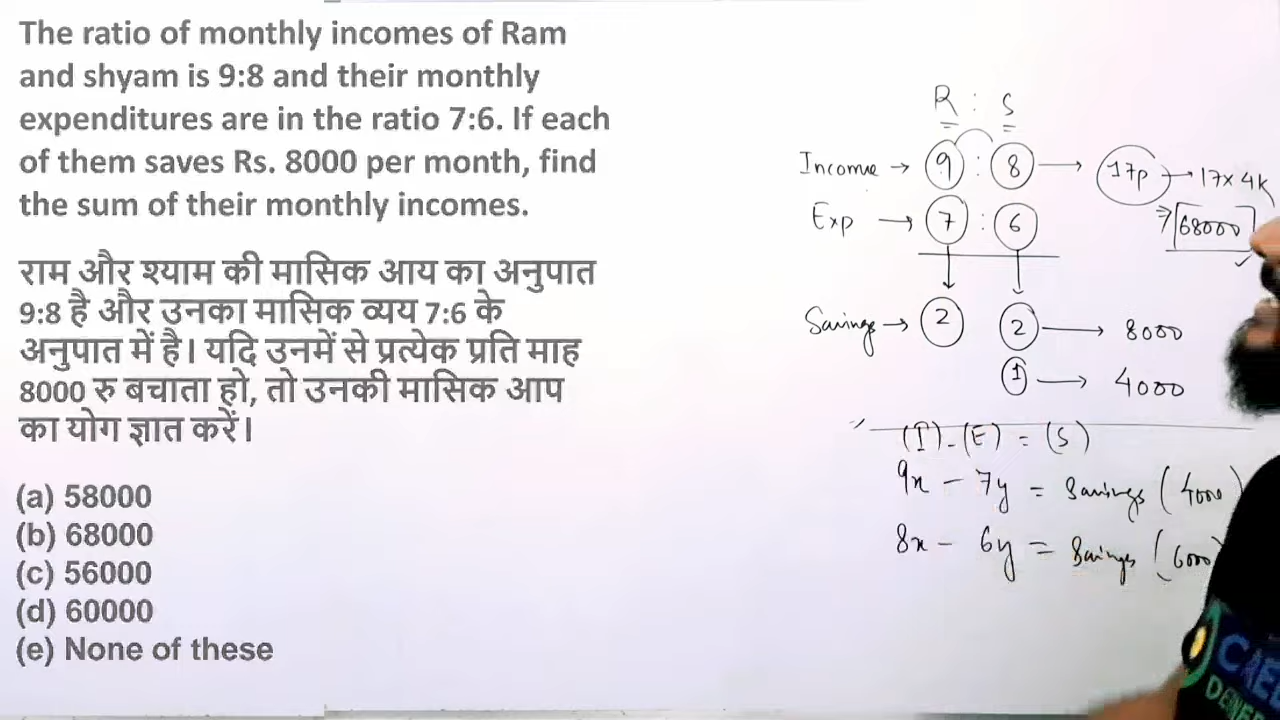 The ratio of monthly incomes of Ram
and shyam is 9:8 and their monthly
expenditures are in the ratio 7:6. If each
of them saves Rs. 8000 per month, find
the sum of their monthly incomes.
राम और श्याम की मासिक आय का अनुपात
9:8 है और उनका मासिक व्यय 7:6 के
अनुपात में है। यदि उनमें से प्रत्येक प्रति माह
8000 रु बचाता हो, तो उनकी मासिक आप
का योग ज्ञात करें।
(a) 58000
(b) 68000
(c) 56000
(d) 60000
(e) None of these
R : S
Income → 9 : 8 → 17p → 17x 4k
Exp → 7 : 6 ⇒ 68000
Savings → 2 2 → 8000
1 → 4000
(I) - (E) = (S)
9x - 7y = Savings (4000)
8x - 6y = Savings (6000)